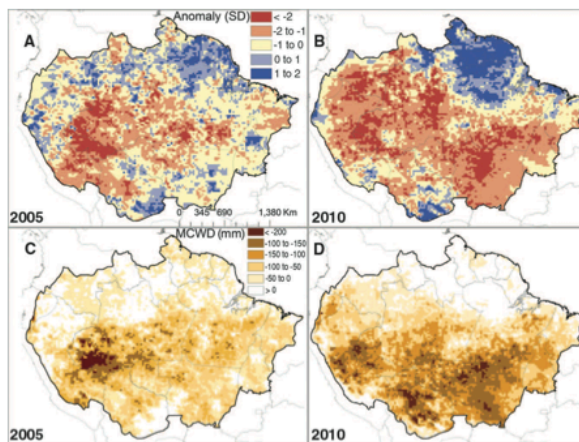 A
Anomaly (SD)
< -2
-2 to -1
-1 to 0
0 to 1
1 to 2
0 345 690 1,380 Km
2005
B
2010
C
MCWD (mm)
< -200
-100 to -150
-150 to -100
-100 to -50
-50 to 0
> 0
2005
D
2010